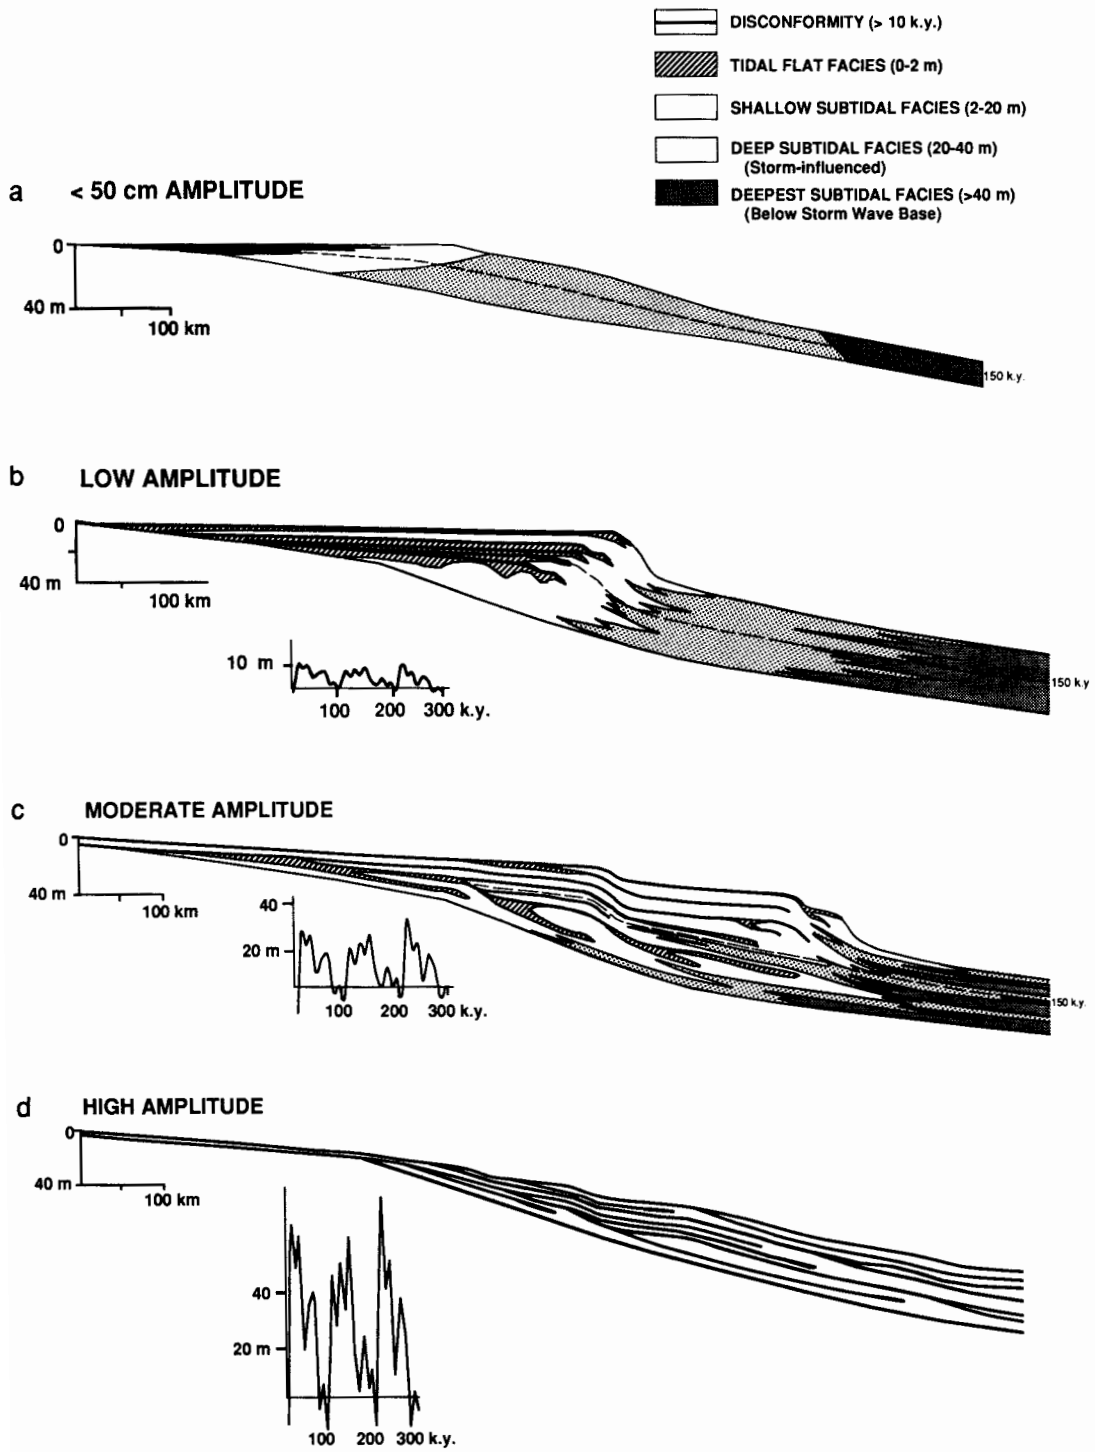 DISCONFORMITY (> 10 k.y.)
TIDAL FLAT FACIES (0-2 m)
SHALLOW SUBTIDAL FACIES (2-20 m)
DEEP SUBTIDAL FACIES (20-40 m)
(Storm-influenced)
DEEPEST SUBTIDAL FACIES (>40 m)
(Below Storm Wave Base)
a < 50 cm AMPLITUDE
0
40 m
100 km
150 k.y.
b LOW AMPLITUDE
0
40 m
100 km
10 m
100 200 300 k.y.
150 k.y
c MODERATE AMPLITUDE
0
40 m
100 km
40
20 m
100 200 300 k.y.
150 k.y.
d HIGH AMPLITUDE
0
40 m
100 km
40
20 m
100 200 300 k.y.